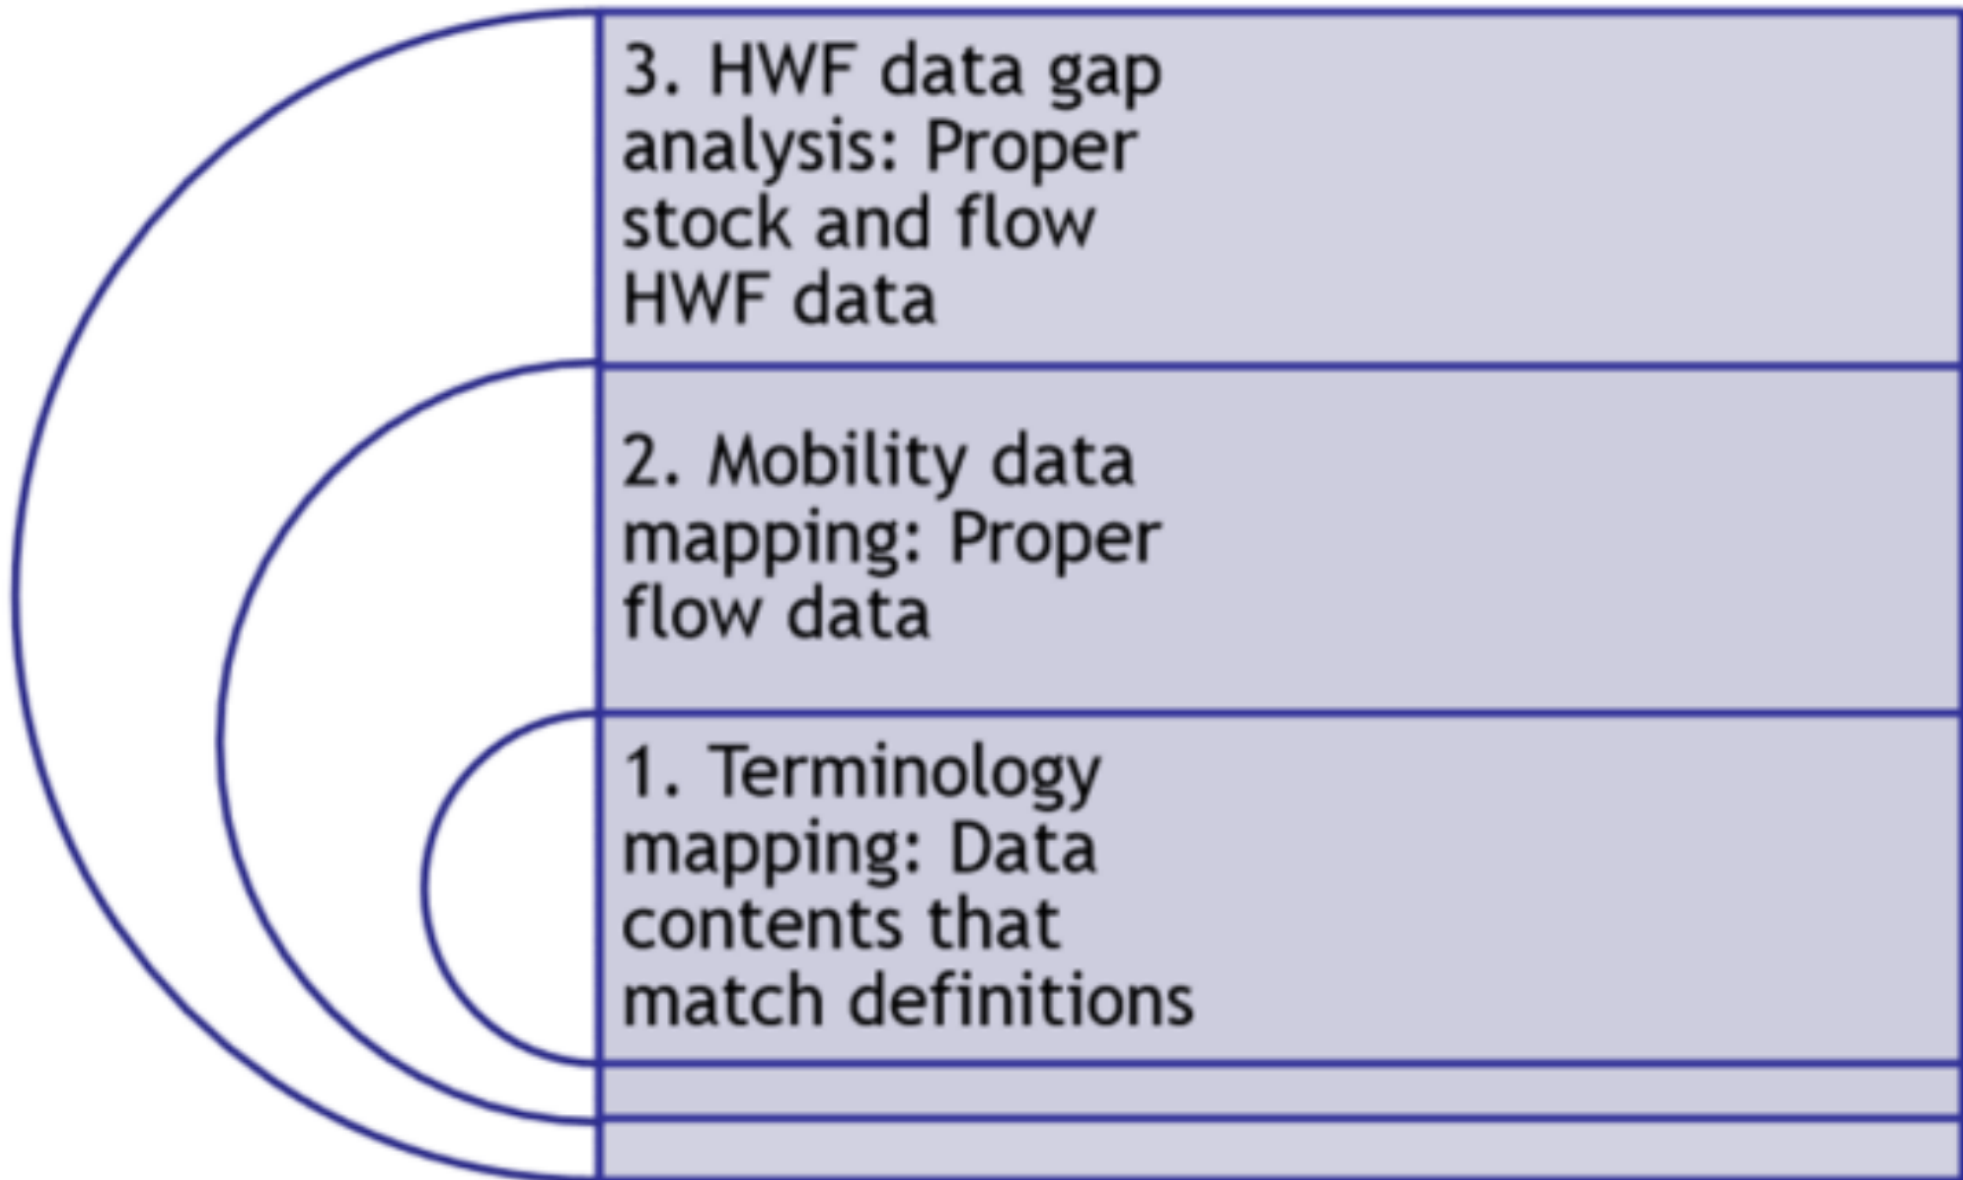 3. HWF data gap
analysis: Proper
stock and flow
HWF data
2. Mobility data
mapping: Proper
flow data
1. Terminology
mapping: Data
contents that
match definitions